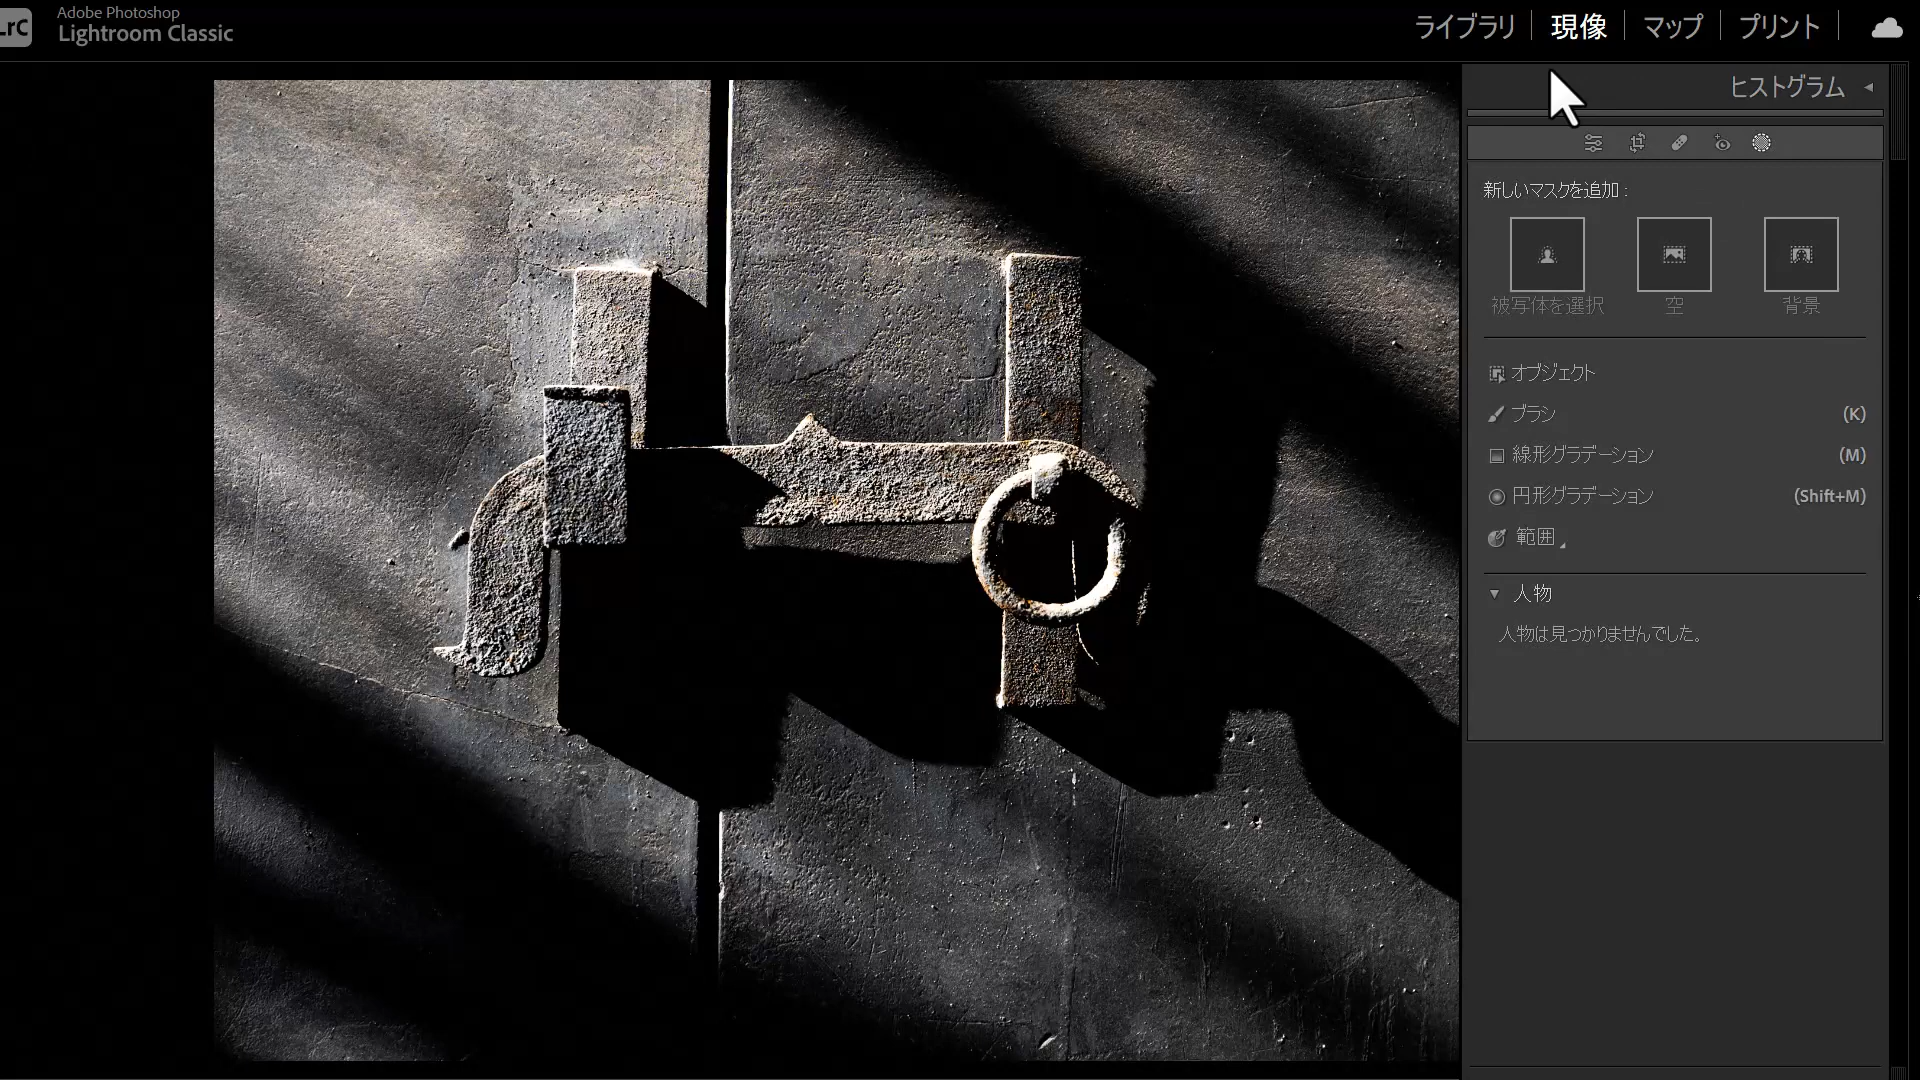 LrC
Adobe Photoshop
Lightroom Classic
ライブラリ
現像
マップ
プリント
ヒストグラム
新しいマスクを追加 :
被写体を選択
空
背景
オブジェクト
ブラシ (K)
線形グラデーション (M)
円形グラデーション (Shift+M)
範囲
人物
人物は見つかりませんでした。